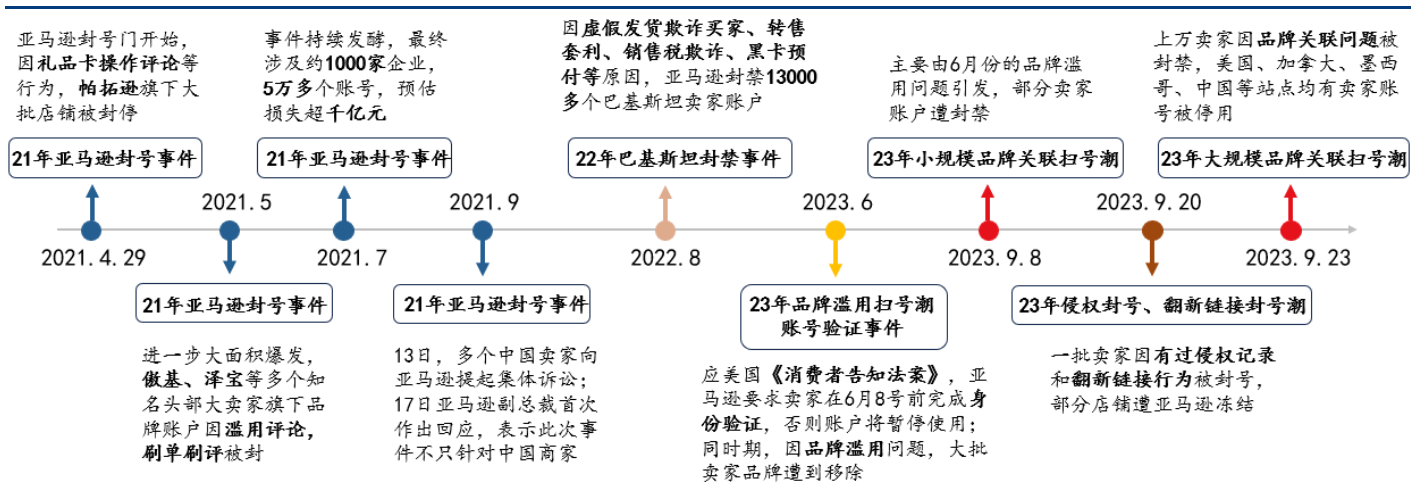 亚马逊封号门开始，
因礼品卡操作评论等
行为，帕拓逊旗下大
批店铺被封停
21年亚马逊封号事件
2021.4.29
2021.5
21年亚马逊封号事件
进一步大面积爆发，
傲基、泽宝等多个知
名头部大卖家旗下品
牌账户因滥用评论，
刷单刷评被封
事件持续发酵，最终
涉及约1000家企业，
5万多个账号，预估
损失超千亿元
21年亚马逊封号事件
2021.7
2021.9
21年亚马逊封号事件
13日，多个中国卖家向
亚马逊提起集体诉讼；
17日亚马逊副总裁首次
作出回应，表示此次事
件不只针对中国商家
因虚假发货欺诈买家、转售
套利、销售税欺诈、黑卡预
付等原因，亚马逊封禁13000
多个巴基斯坦卖家账户
22年巴基斯坦封禁事件
2022.8
2023.6
23年品牌滥用扫号潮
账号验证事件
应美国《消费者告知法案》，亚
马逊要求卖家在6月8号前完成身
份验证，否则账户将暂停使用；
同时期，因品牌滥用问题，大批
卖家品牌遭到移除
主要由6月份的品牌滥
用问题引发，部分卖家
账户遭封禁
23年小规模品牌关联扫号潮
2023.9.8
2023.9.20
23年侵权封号、翻新链接封号潮
一批卖家因有过侵权记录
和翻新链接行为被封号，
部分店铺遭亚马逊冻结
上万卖家因品牌关联问题被
封禁，美国、加拿大、墨西
哥、中国等站点均有卖家账
号被停用
23年大规模品牌关联扫号潮
2023.9.23